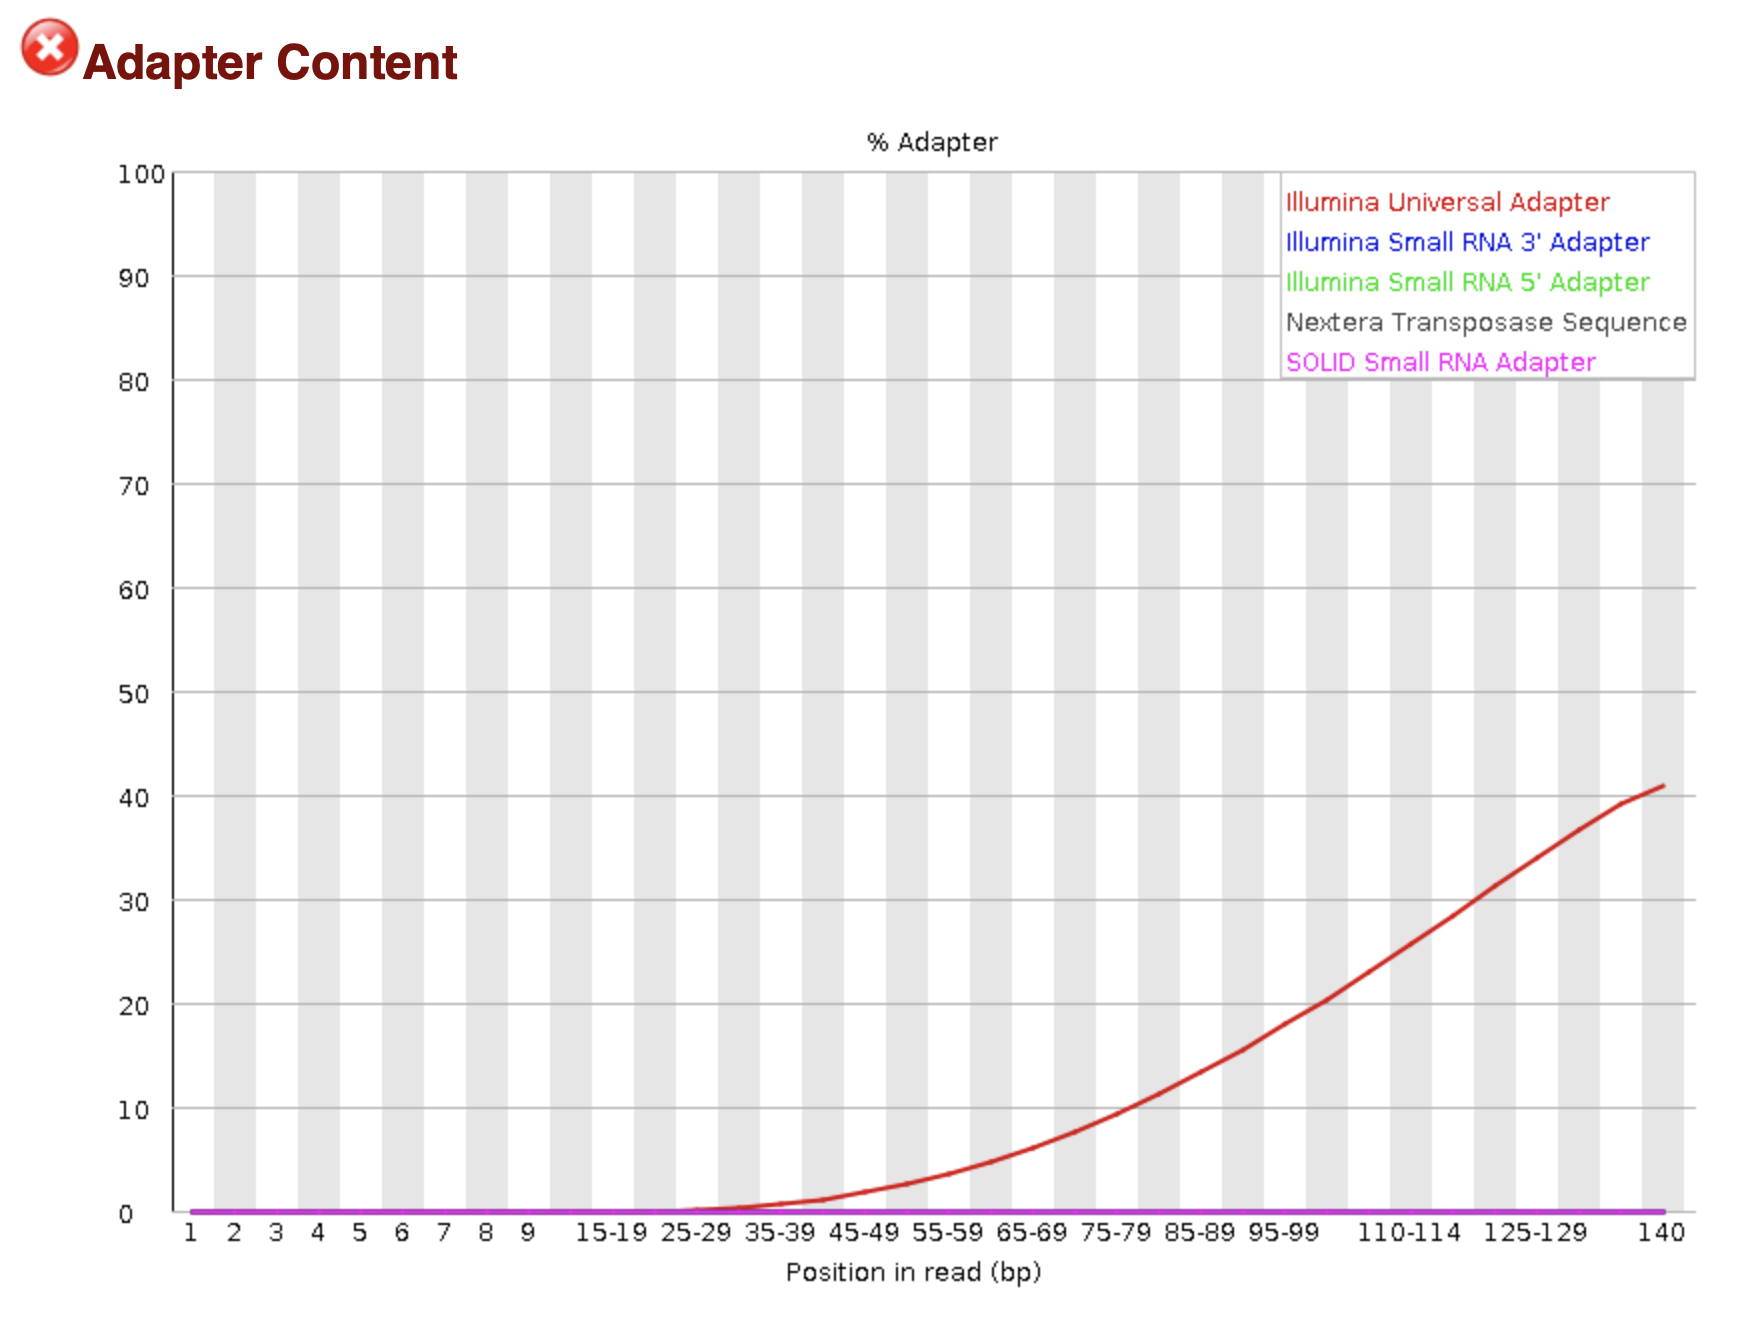 Adapter Content
% Adapter
100
90
80
70
60
50
40
30
20
10
0
Illumina Universal Adapter
Illumina Small RNA 3' Adapter
Illumina Small RNA 5' Adapter
Nextera Transposase Sequence
SOLID Small RNA Adapter
1 2 3 4 5 6 7 8 9 15-19 25-29 35-39 45-49 55-59 65-69 75-79 85-89 95-99 110-114 125-129 140
Position in read (bp)